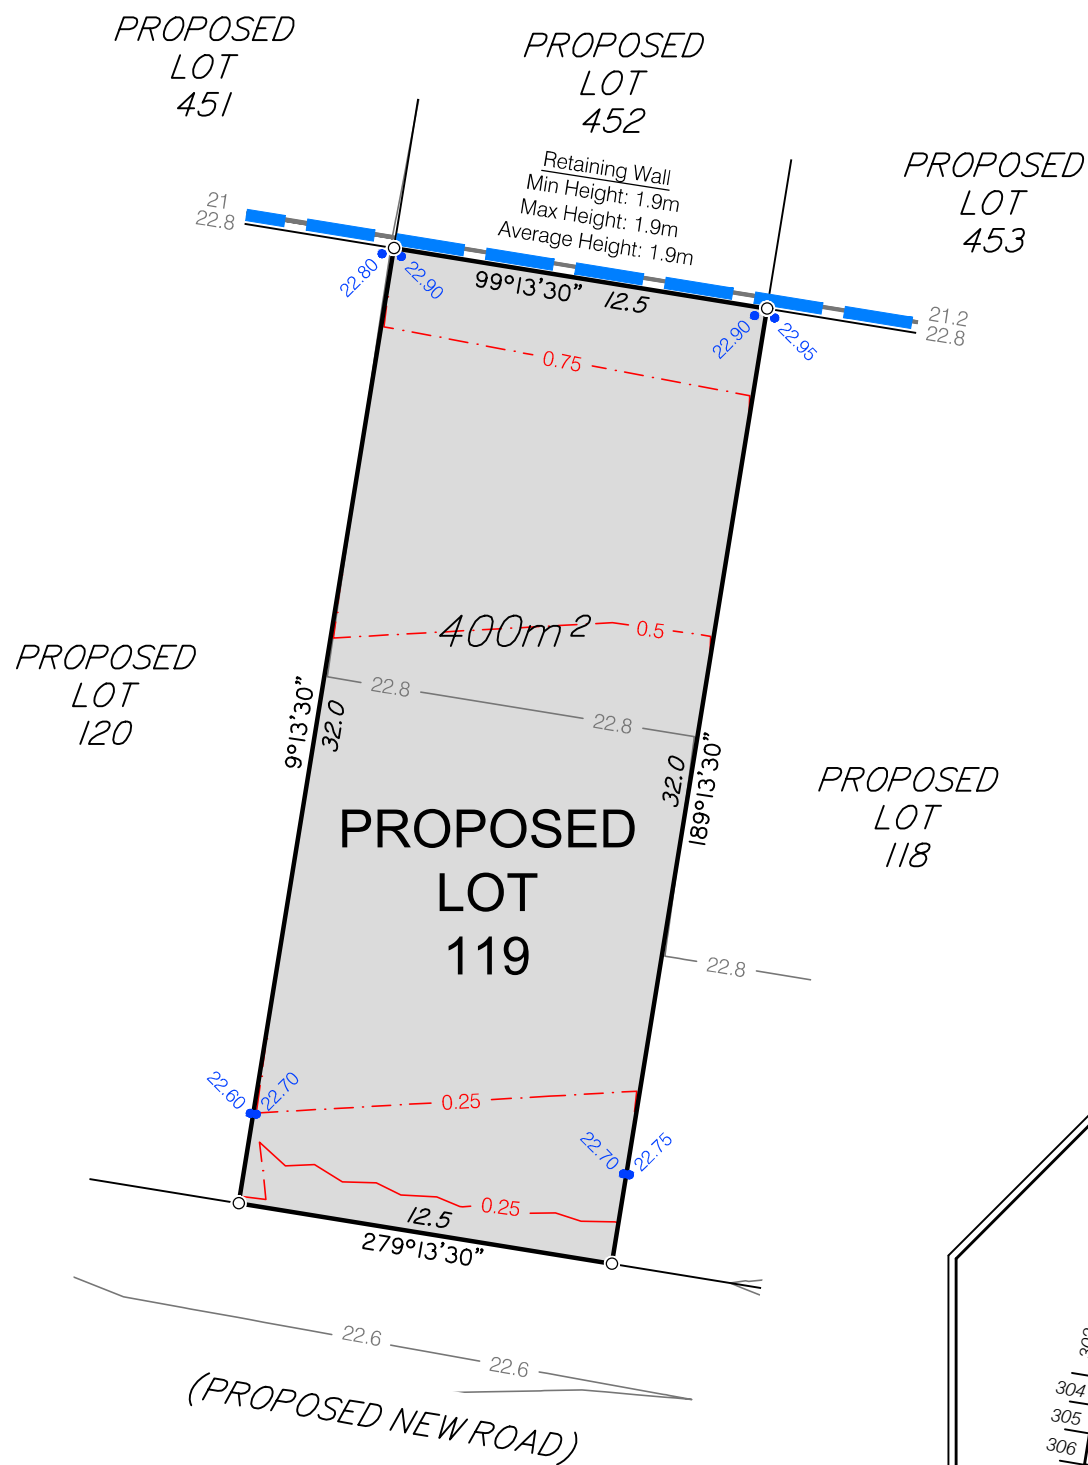 PROPOSED
LOT
451
PROPOSED
LOT
452
PROPOSED
LOT
453
Retaining Wall
Min Height: 1.9m
Max Height: 1.9m
Average Height: 1.9m
21
22.8
21.2
22.8
22.80
22.90
99°13'30" 12.5
22.90
22.95
0.75
400m²
0.5
22.8
22.8
PROPOSED
LOT
120
9°13'30"
32.0
32.0
189°13'30"
PROPOSED
LOT
118
PROPOSED
LOT
119
22.8
22.60
22.70
0.25
22.70
22.75
0.25
12.5
279°13'30"
22.6
22.6
(PROPOSED NEW ROAD)
304
305
306